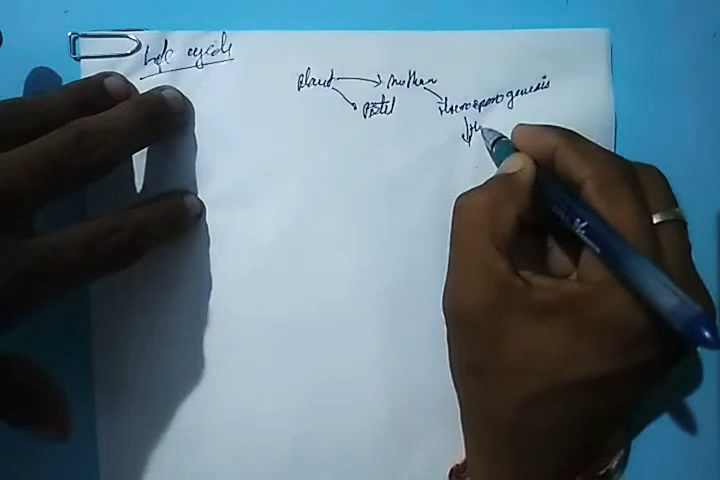 Life cycle
Plant → Anther
Pistil
Microsporogenesis